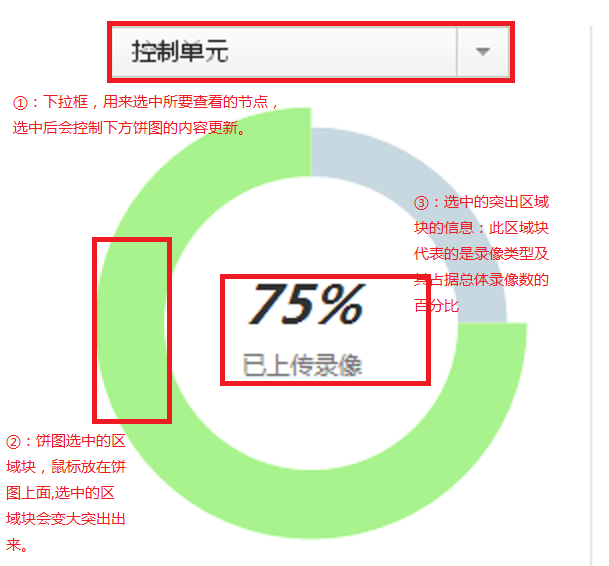 控制单元
①：下拉框，用来选中所要查看的节点，
选中后会控制下方饼图的内容更新。
③：选中的突出区域
块的信息：此区域块
代表的是录像类型及
其占据总体录像数的
百分比
75%
已上传录像
②：饼图选中的区
域块，鼠标放在饼
图上面,选中的区
域块会变大突出出
来。